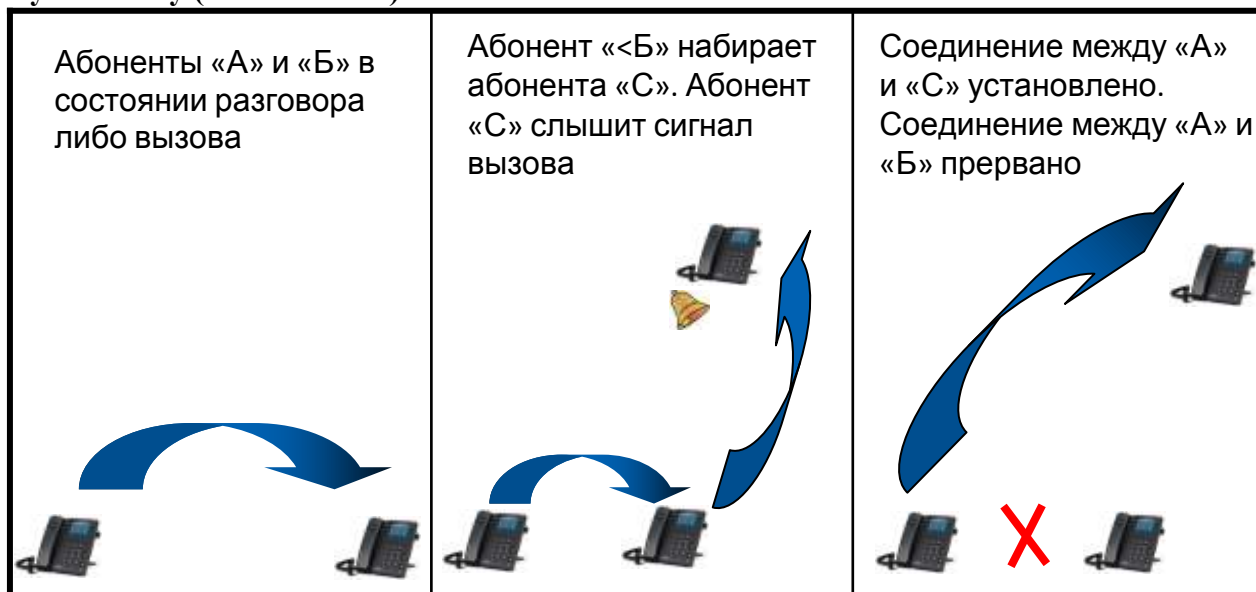 Абоненты «А» и «Б» в
состоянии разговора
либо вызова
Абонент «<Б» набирает
абонента «С». Абонент
«С» слышит сигнал
вызова
Соединение между «А»
и «С» установлено.
Соединение между «А» и
«Б» прервано